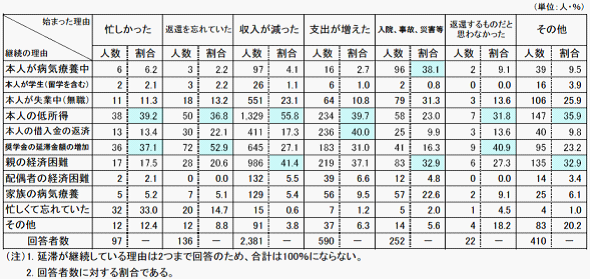 (単位：人・%)
始まった理由 忙しかった 返還を忘れていた 収入が減った 支出が増えた 入院、事故、災害等 返還するものだと思わなかった その他
継続の理由 人数 割合 人数 割合 人数 割合 人数 割合 人数 割合 人数 割合 人数 割合
本人が病気療養中 6 6.2 3 2.2 97 4.1 16 2.7 96 38.1 2 9.1 39 9.5
本人が学生(留学を含む) 2 2.1 3 2.2 26 1.1 6 1.0 2 0.8 0 0.0 16 3.9
本人が失業中(無職) 11 11.3 18 13.2 551 23.1 64 10.8 79 31.3 3 13.6 106 25.9
本人の低所得 38 39.2 50 36.8 1,329 55.8 234 39.7 58 23.0 7 31.8 147 35.9
本人の借入金の返済 13 13.4 30 22.1 411 17.3 236 40.0 25 9.9 3 13.6 40 9.8
奨学金の延滞金額の増加 36 37.1 72 52.9 645 27.1 183 31.0 41 16.3 9 40.9 95 23.2
親の経済困難 17 17.5 28 20.6 986 41.4 219 37.1 83 32.9 6 27.3 135 32.9
配偶者の経済困難 2 2.1 0 0.0 132 5.5 39 6.6 12 4.8 0 0.0 14 3.4
家族の病気療養 5 5.2 7 5.1 129 5.4 56 9.5 57 22.6 2 9.1 25 6.1
忙しくて忘れていた 32 33.0 20 14.7 15 0.6 7 1.2 5 2.0 1 4.5 4 1.0
その他 12 12.4 12 8.8 91 3.8 37 6.3 14 5.6 4 18.2 83 20.2
回答者数 97 ― 136 ― 2,381 ― 590 ― 252 ― 22 ― 410 ―
(注)1. 延滞が継続している理由は2つまで回答のため、合計は100%にならない。
2. 回答者数に対する割合である。